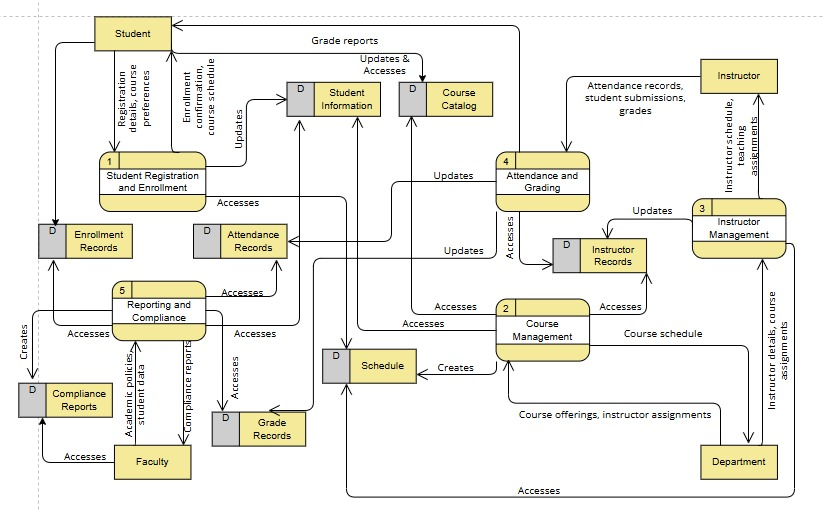 Student
Grade reports
Updates &
Accesses
Registration
details, course
preferences
Enrollment
confirmation,
course schedule
Updates
D
Student
Information
D
Course
Catalog
Instructor
Attendance records,
student submissions,
grades
Instructor schedule,
teaching
assignments
1
Student Registration
and Enrollment
Accesses
4
Attendance and
Grading
Updates
3
Instructor
Management
Updates
D
Enrollment
Records
D
Attendance
Records
Updates
Accesses
D
Instructor
Records
5
Reporting and
Compliance
Accesses
Accesses
Accesses
Accesses
Accesses
2
Course
Management
Accesses
Course schedule
Creates
Accesses
D
Schedule
Creates
Instructor details, course
assignments
D
Compliance
Reports
Academic policies,
student data
Compliance reports
D
Grade
Records
Course offerings, instructor assignments
Accesses
Faculty
Department
Accesses